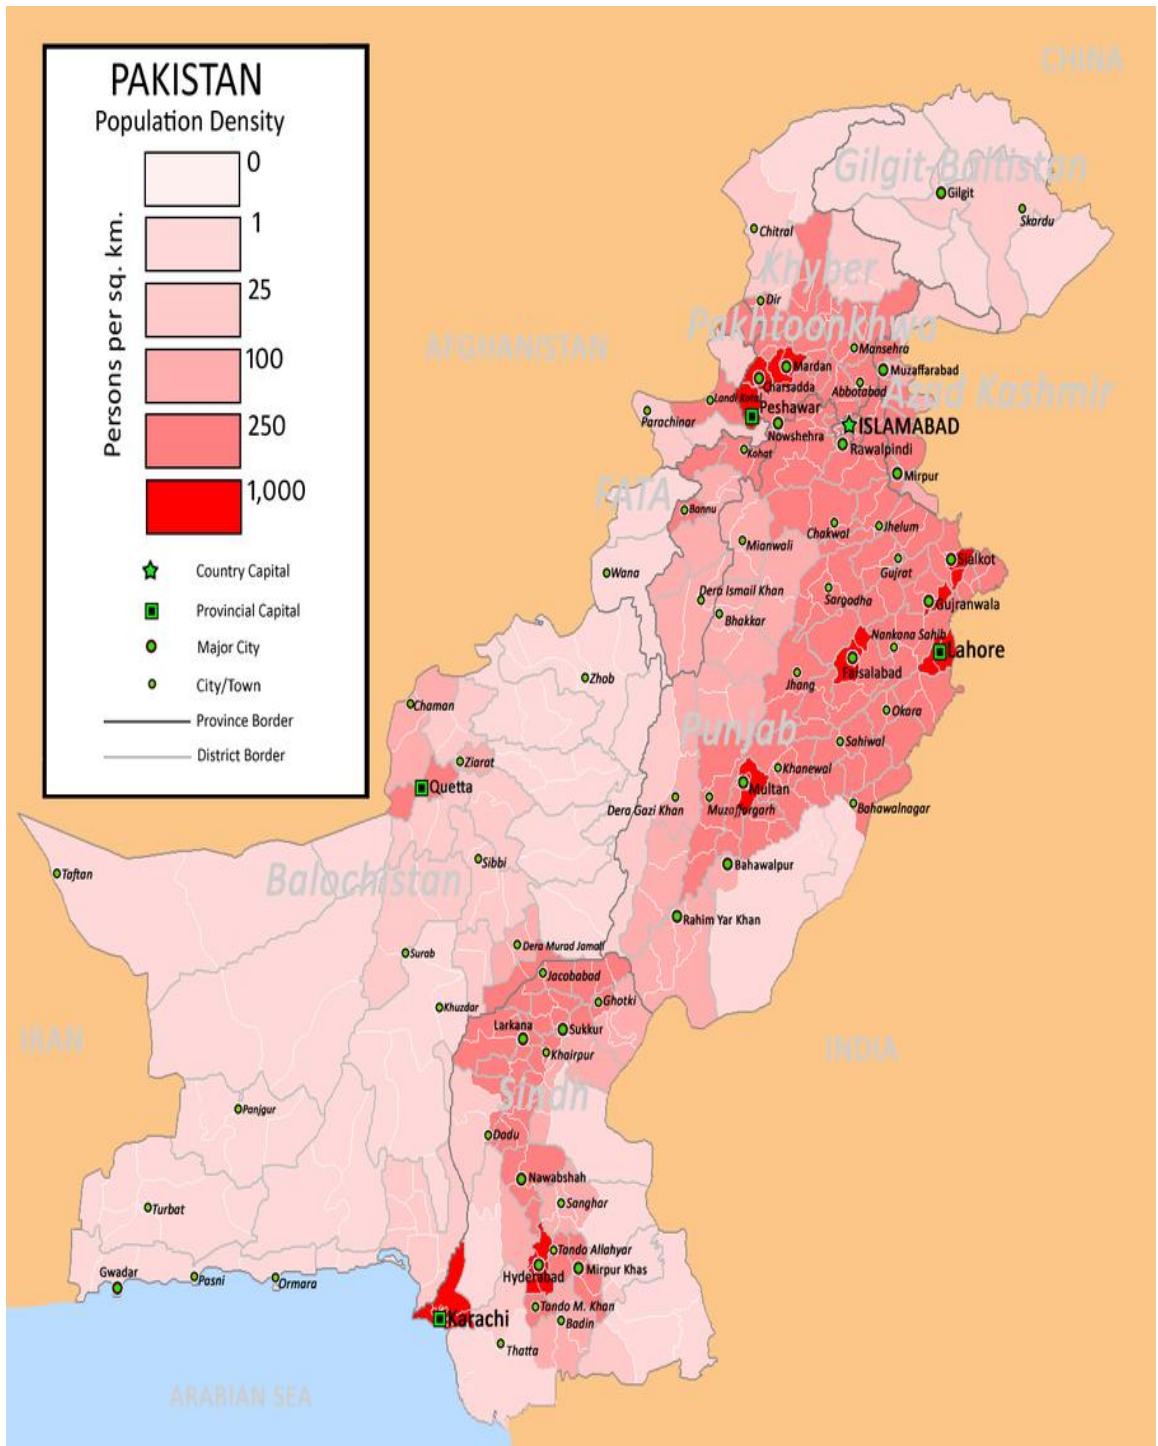 PAKISTAN
Population Density
Persons per sq. km.
0
1
25
100
250
1,000
Country Capital
Provincial Capital
Major City
City/Town
Province Border
District Border
CHINA
Gilgit-Baltistan
Gilgit
Skardu
Chitral
Khyber
Dir
Pakhtoonkhwa
AFGHANISTAN
Mansehra
Mardan
Muzaffarabad
Charsadda
Abbotabad
Azad Kashmir
Landi Kotal
Peshawar
Parachinar
ISLAMABAD
Nowshehra
Rawalpindi
Kohat
Mirpur
FATA
Bannu
Chakwal
Jhelum
Mianwali
Sialkot
Gujrat
Wana
Dera Ismail Khan
Sargodha
Gujranwala
Bhakkar
Nankana Sahib
Lahore
Faisalabad
Zhob
Jhang
Chaman
Okara
Punjab
Sahiwal
Ziarat
Khanewal
Quetta
Multan
Dera Gazi Khan
Muzaffargarh
Bahawalnagar
Sibbi
Bahawalpur
Taftan
Balochistan
Rahim Yar Khan
Surab
Dera Murad Jamali
Jacobabad
Khuzdar
Ghotki
Larkana
Sukkur
IRAN
INDIA
Khairpur
Sindh
Panjgur
Dadu
Nawabshah
Turbat
Sanghar
Tando Allahyar
Gwadar
Pasni
Ormara
Hyderabad
Mirpur Khas
Karachi
Tando M. Khan
Badin
Thatta
ARABIAN SEA